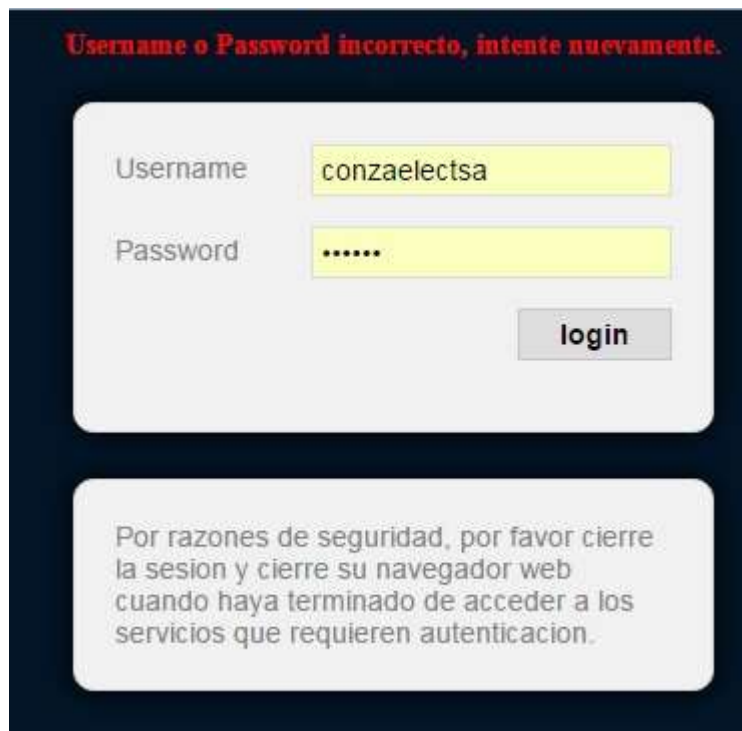 Username o Password incorrecto, intente nuevamente.
Username
conzaelectsa
Password
••••••
login
Por razones de seguridad, por favor cierre
la sesion y cierre su navegador web
cuando haya terminado de acceder a los
servicios que requieren autenticacion.